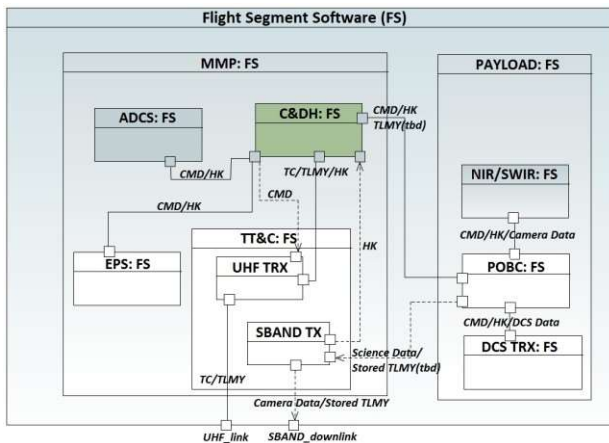 Flight Segment Software (FS)
MMP: FS
PAYLOAD: FS
ADCS: FS
C&DH: FS
CMD/HK
TLMY(tbd)
CMD/HK
TC/TLMY/HK
NIR/SWIR: FS
CMD/HK
CMD
TT&C: FS
HK
CMD/HK/Camera Data
EPS: FS
UHF TRX
POBC: FS
CMD/HK/DCS Data
SBAND TX
Science Data/
Stored TLMY(tbd)
DCS TRX: FS
TC/TLMY
Camera Data/Stored TLMY
UHF_link
SBAND_downlink